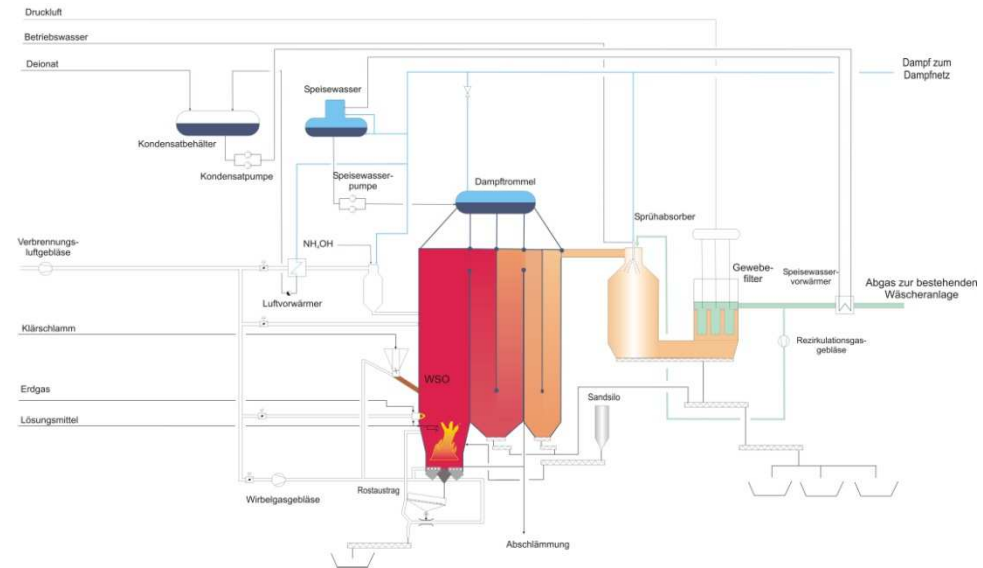 Druckluft
Betriebswasser
Deionat
Dampf zum
Dampfnetz
Speisewasser
Kondensatbehälter
Kondensatpumpe
Speisewasser-
pumpe
Dampftrommel
Sprühabsorber
Verbrennungs-
luftgebläse
NH₄OH
Gewebe-
filter
Speisewasser-
vorwärmer
Abgas zur bestehenden
Wäscheranlage
Luftvorwärmer
Klärschlamm
Rezirkulationsgas-
gebläse
WSO
Erdgas
Sandsilo
Lösungsmittel
Rostaustrag
Wirbelgasgebläse
Abschlämmung